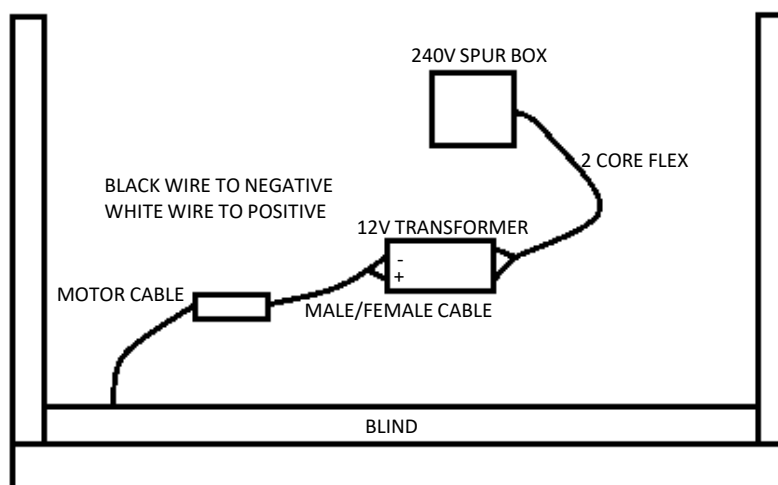 240V SPUR BOX
2 CORE FLEX
BLACK WIRE TO NEGATIVE
WHITE WIRE TO POSITIVE
12V TRANSFORMER
-
+
MOTOR CABLE
MALE/FEMALE CABLE
BLIND